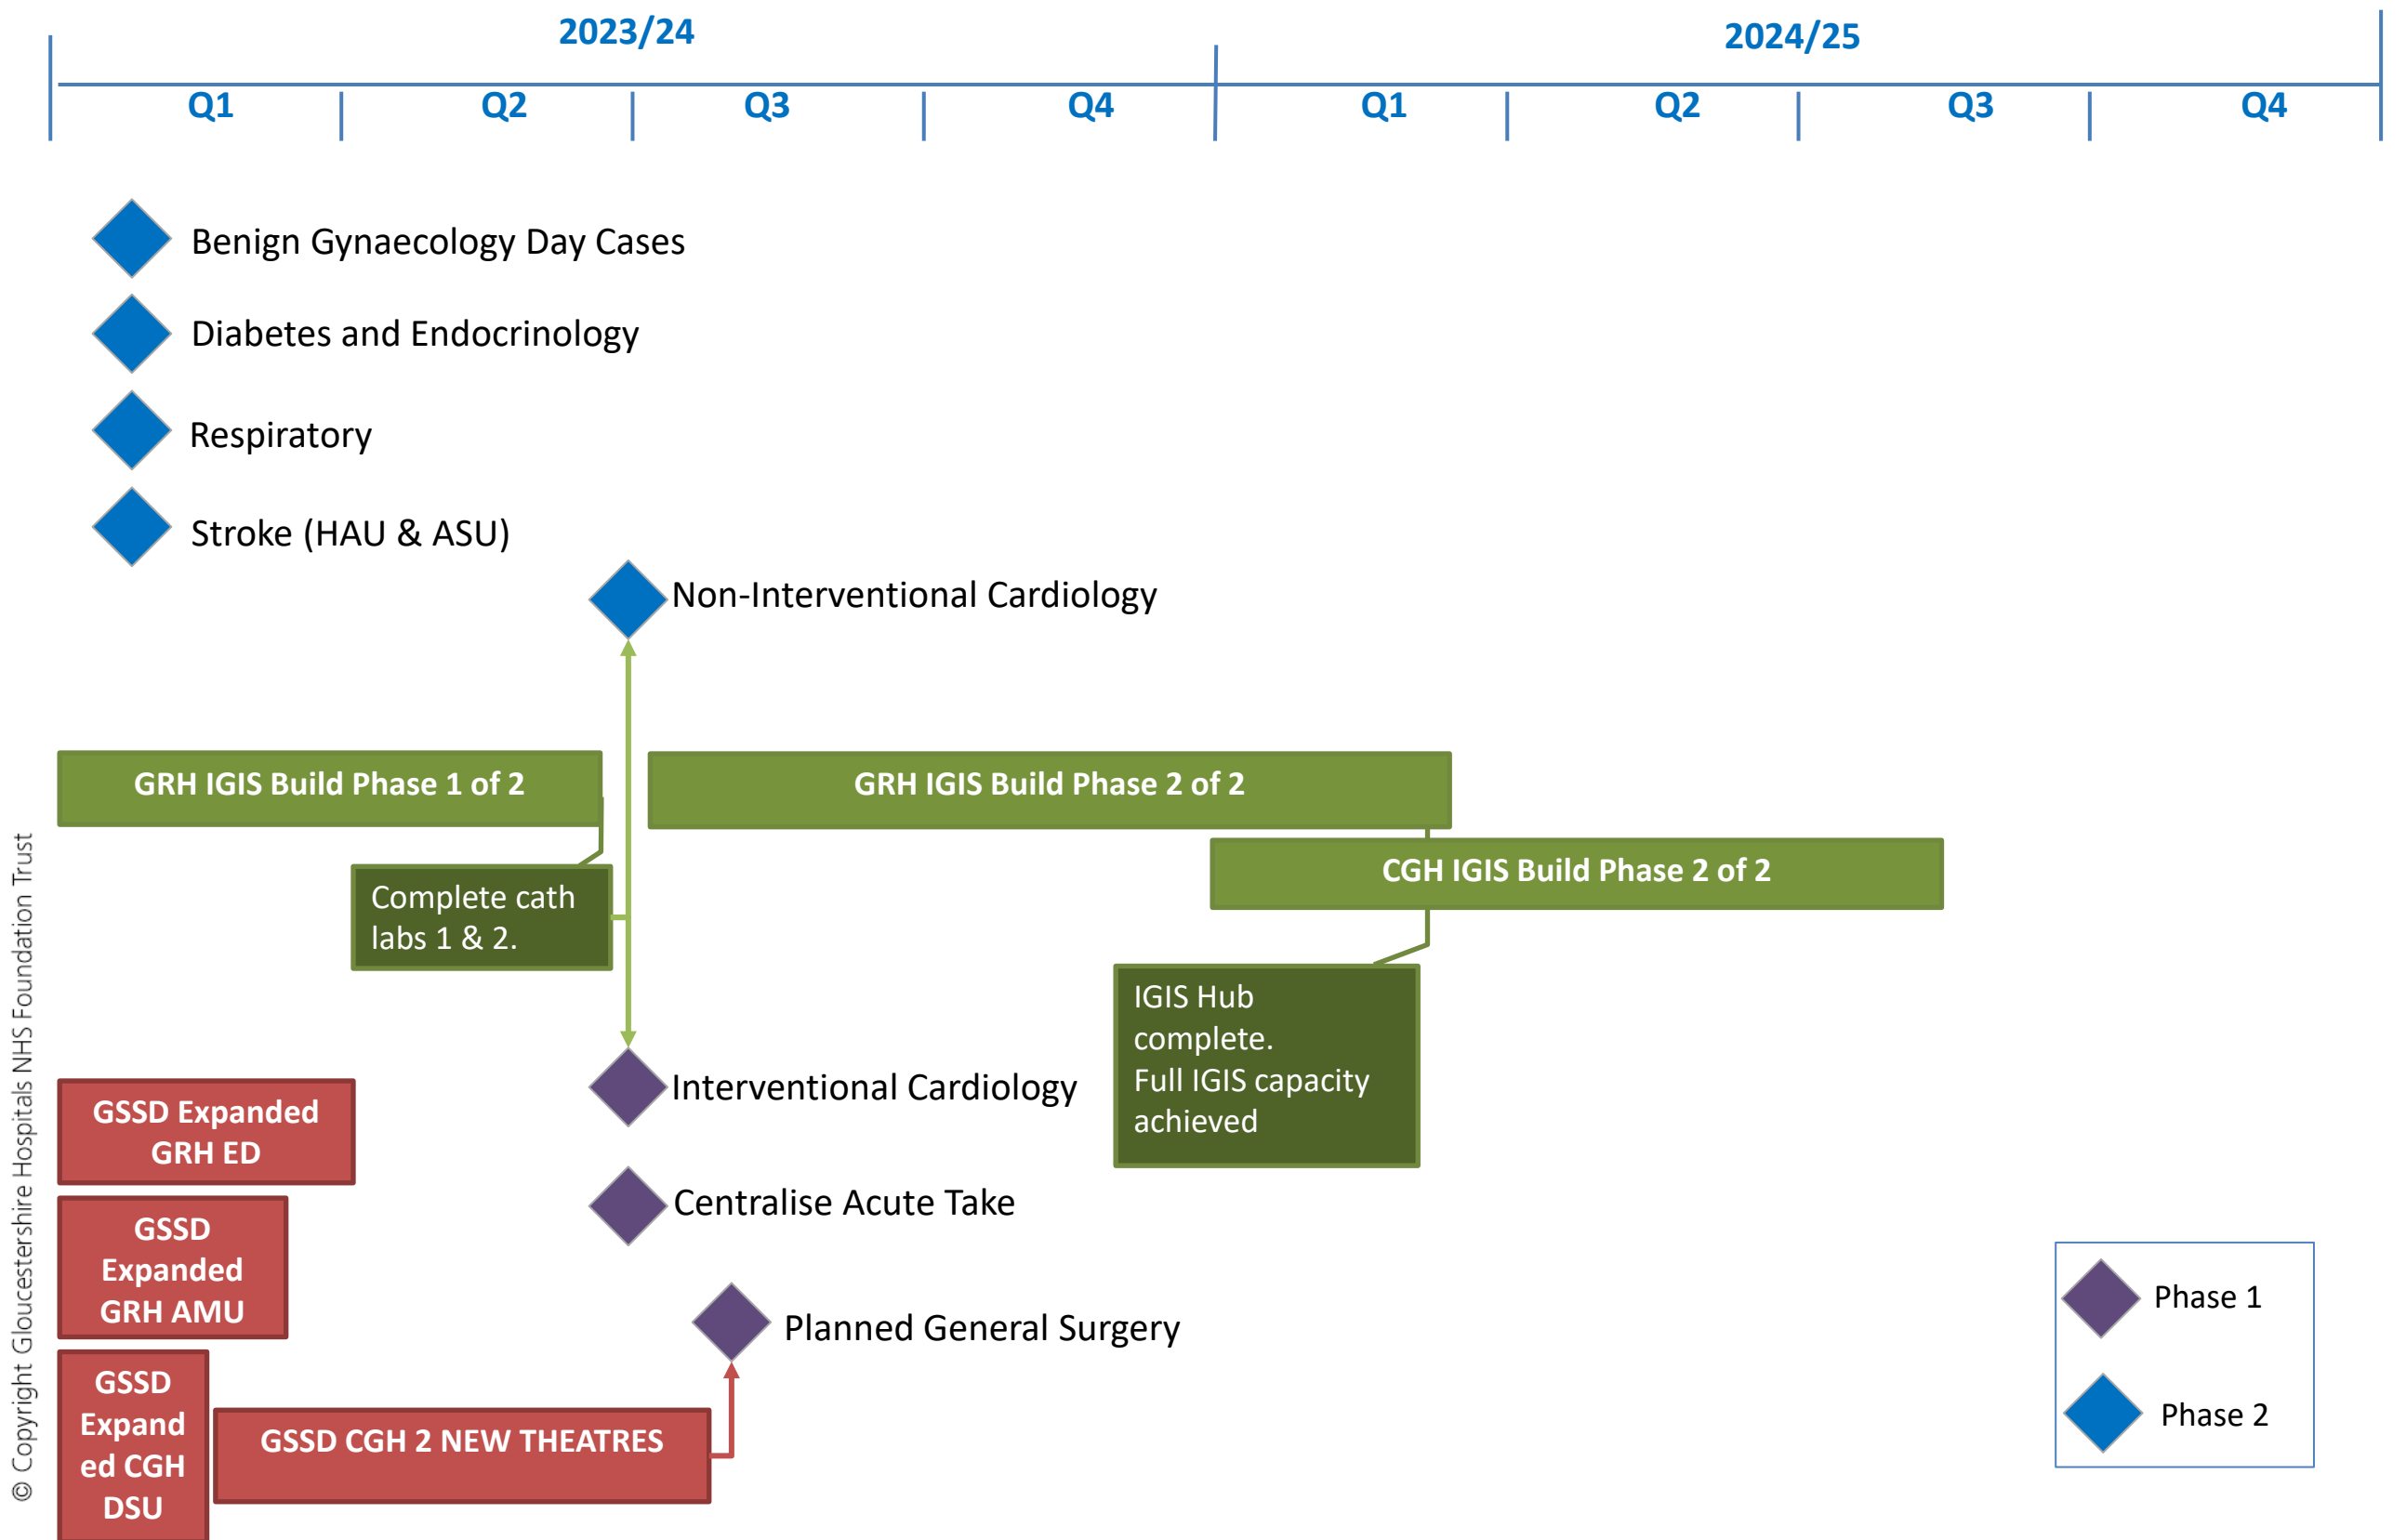 2023/24
2024/25
Q1
Q2
Q3
Q4
Q1
Q2
Q3
Q4
Benign Gynaecology Day Cases
Diabetes and Endocrinology
Respiratory
Stroke (HAU & ASU)
Non-Interventional Cardiology
GRH IGIS Build Phase 1 of 2
GRH IGIS Build Phase 2 of 2
CGH IGIS Build Phase 2 of 2
Complete cath
labs 1 & 2.
IGIS Hub
complete.
Full IGIS capacity
achieved
Interventional Cardiology
GSSD Expanded
GRH ED
Centralise Acute Take
GSSD
Expanded
GRH AMU
Planned General Surgery
GSSD
Expand
ed CGH
DSU
GSSD CGH 2 NEW THEATRES
Phase 1
Phase 2
© Copyright Gloucestershire Hospitals NHS Foundation Trust